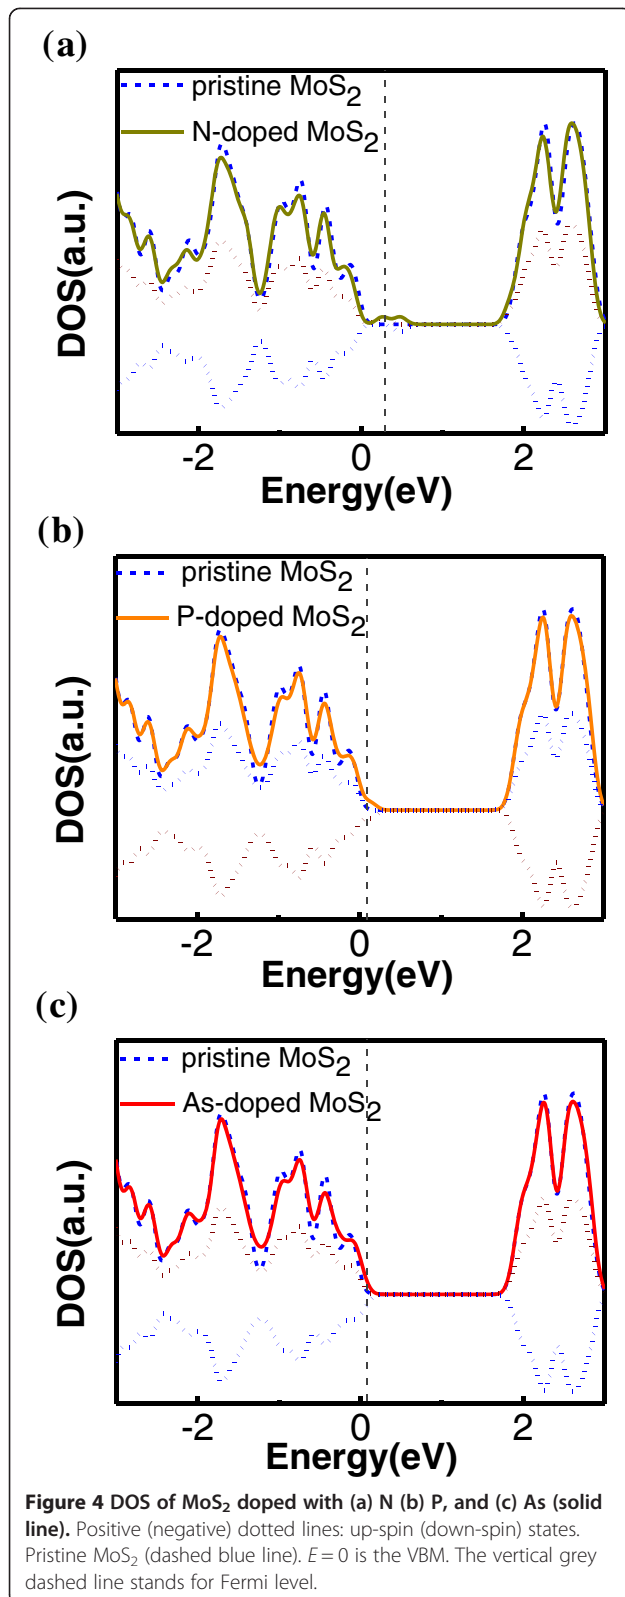 (a)
pristine MoS2
N-doped MoS2
DOS(a.u.)
-2 0 2
Energy(eV)
(b)
pristine MoS2
P-doped MoS2
DOS(a.u.)
-2 0 2
Energy(eV)
(c)
pristine MoS2
As-doped MoS2
DOS(a.u.)
-2 0 2
Energy(eV)
Figure 4 DOS of MoS2 doped with (a) N (b) P, and (c) As (solid
line). Positive (negative) dotted lines: up-spin (down-spin) states.
Pristine MoS2 (dashed blue line). E = 0 is the VBM. The vertical grey
dashed line stands for Fermi level.